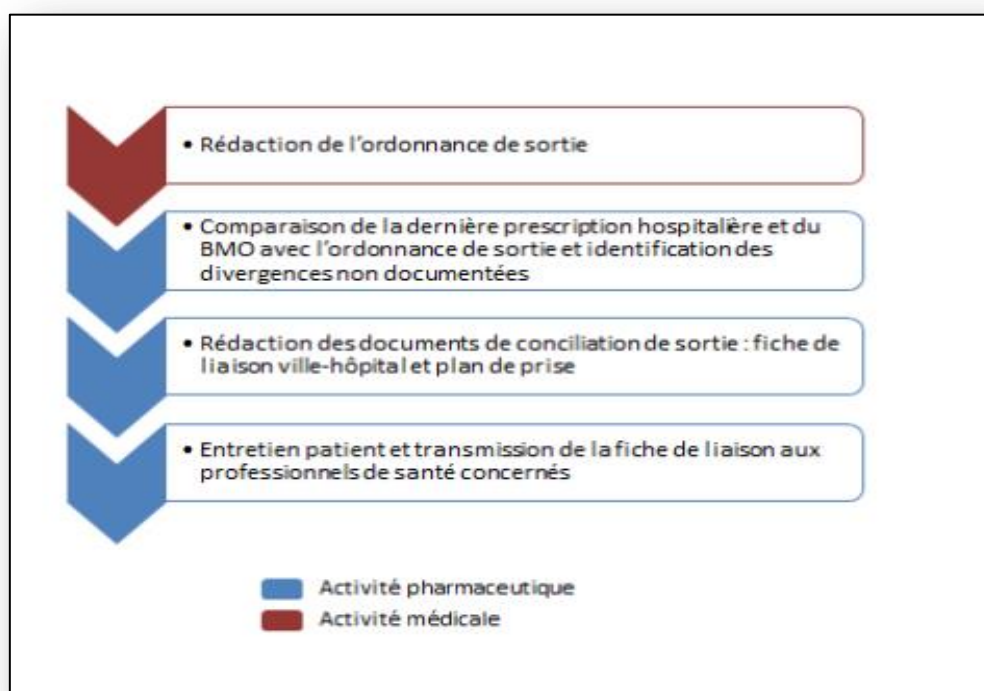 • Rédaction de l'ordonnance de sortie
• Comparaison de la dernière prescription hospitalière et du
BMO avec l'ordonnance de sortie et identification des
divergences non documentées
• Rédaction des documents de conciliation de sortie : fiche de
liaison ville-hôpital et plan de prise
• Entretien patient et transmission de la fiche de liaison aux
professionnels de santé concernés
Activité pharmaceutique
Activité médicale